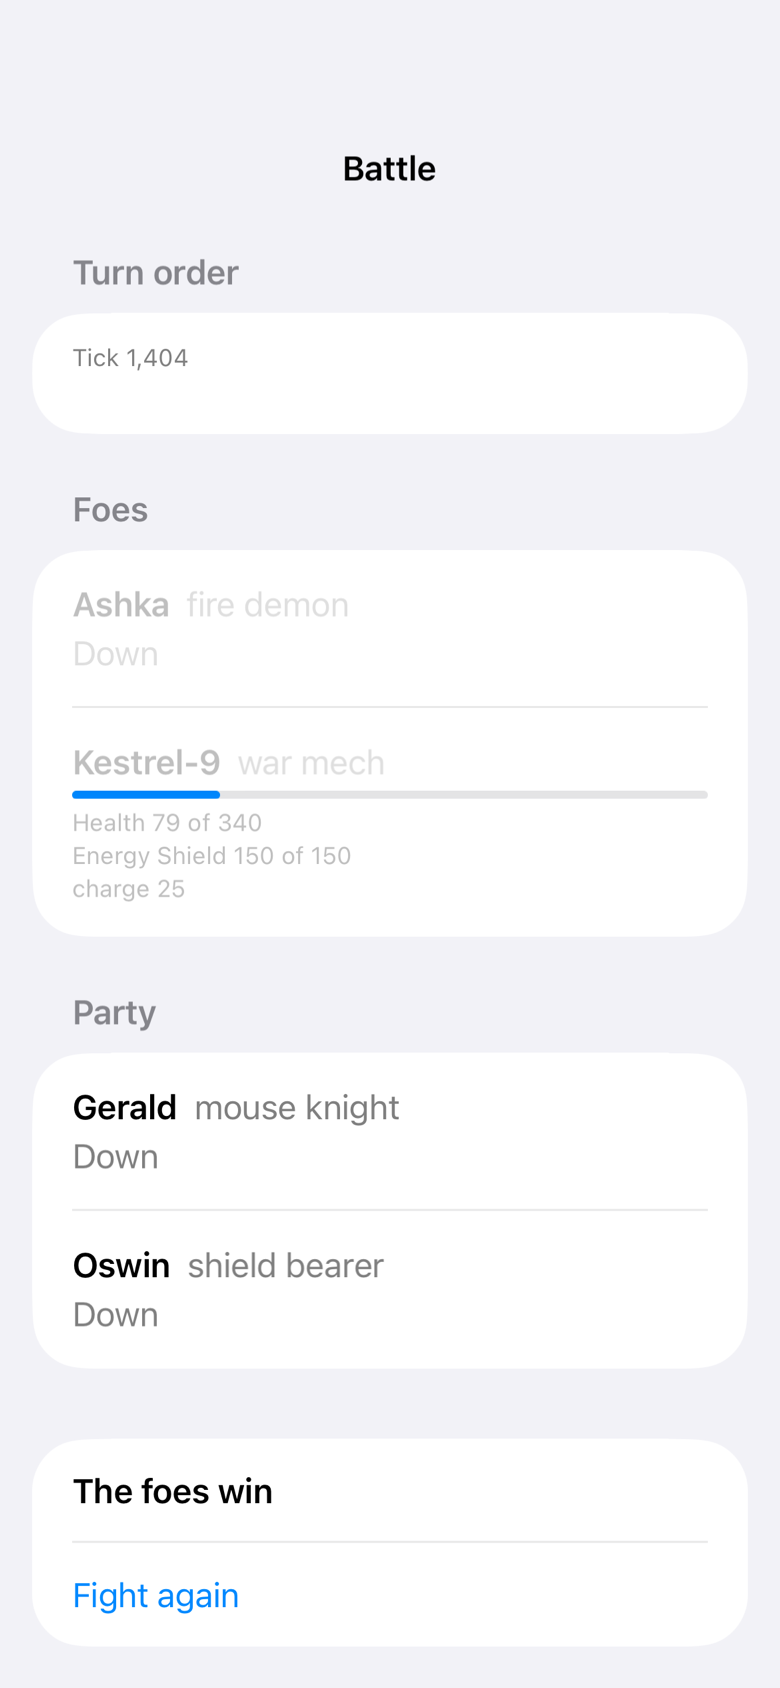 Battle
Turn order
Tick 1,404
Foes
Ashka fire demon
Down
Kestrel-9 war mech
Health 79 of 340
Energy Shield 150 of 150
charge 25
Party
Gerald mouse knight
Down
Oswin shield bearer
Down
The foes win
Fight again